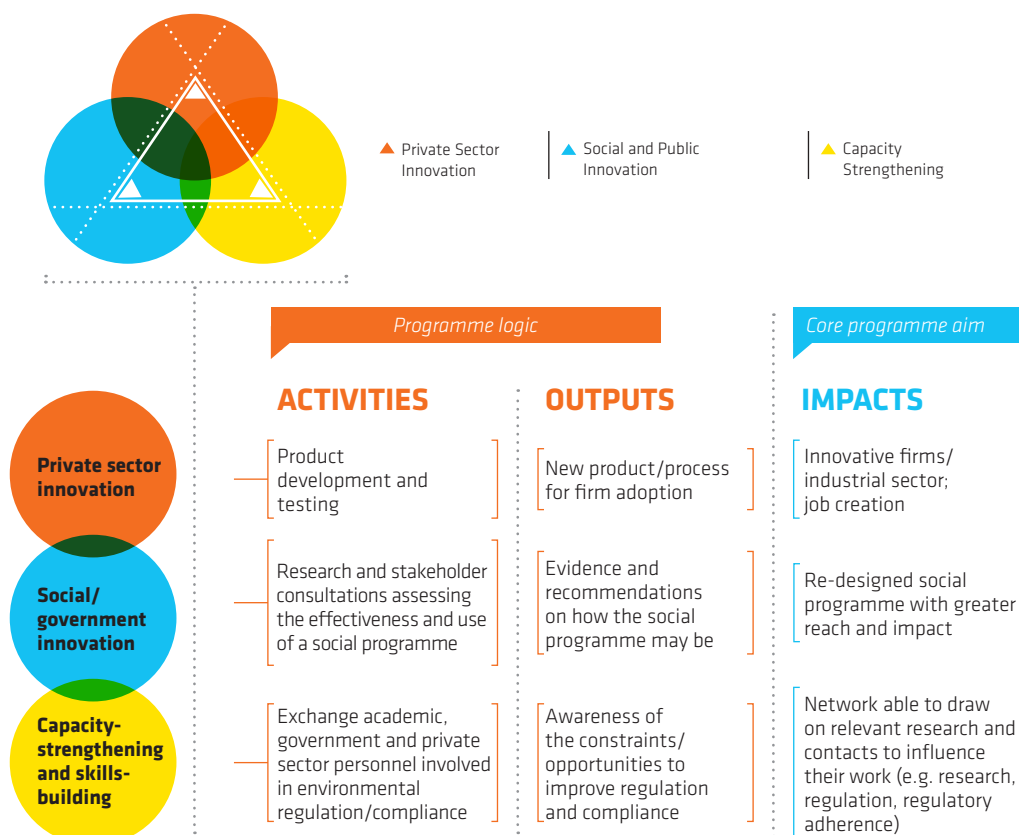 Private Sector
Innovation
Social and Public
Innovation
Capacity
Strengthening
Programme logic
Core programme aim
ACTIVITIES
OUTPUTS
IMPACTS
Private sector
innovation
Product
development and
testing
New product/process
for firm adoption
Innovative firms/
industrial sector;
job creation
Social/
government
innovation
Research and stakeholder
consultations assessing
the effectiveness and use
of a social programme
Evidence and
recommendations
on how the social
programme may be
Re-designed social
programme with greater
reach and impact
Capacity-
strengthening
and skills-
building
Exchange academic,
government and private
sector personnel involved
in environmental
regulation/compliance
Awareness of
the constraints/
opportunities to
improve regulation
and compliance
Network able to draw
on relevant research and
contacts to influence
their work (e.g. research,
regulation, regulatory
adherence)